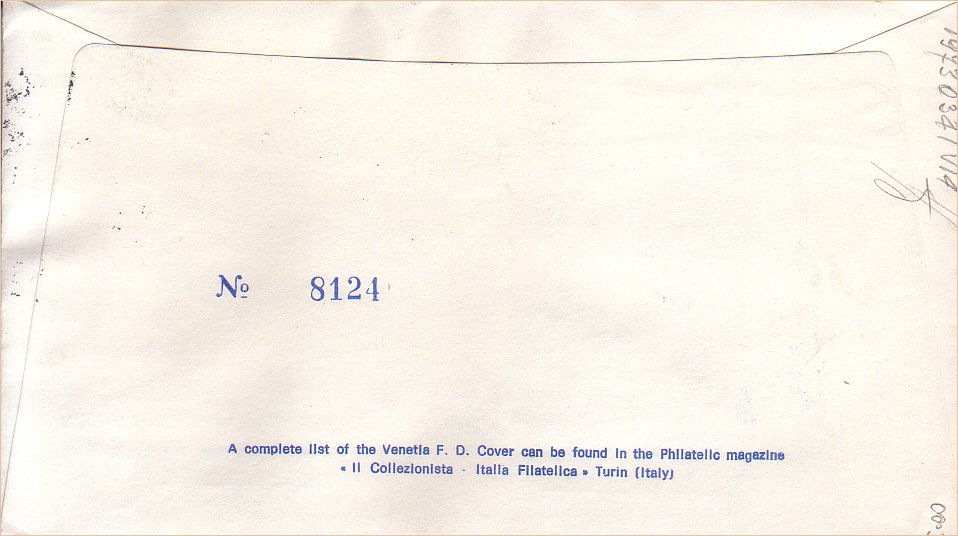 Nº 8124
A complete list of the Venetia F. D. Cover can be found in the Philatelic magazine
« Il Collezionista - Italia Filatelica » Turin (Italy)